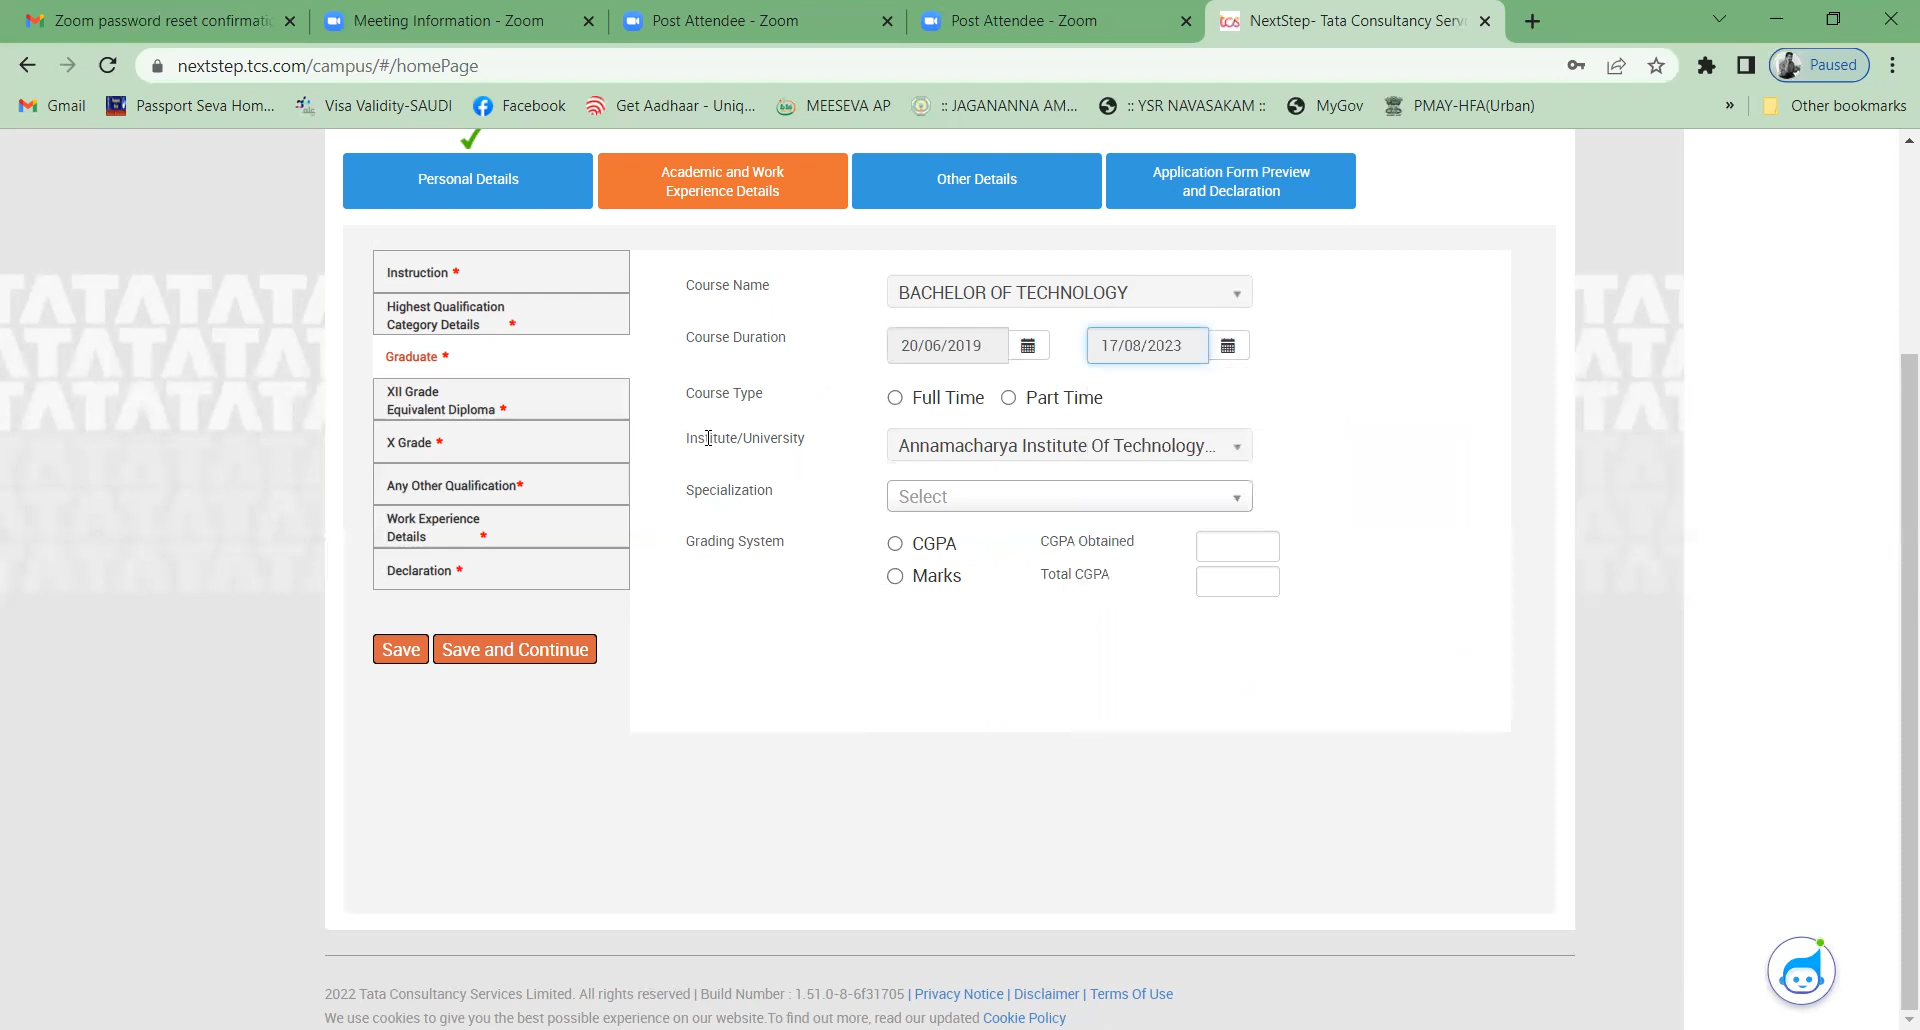 Zoom password reset confirmati
Meeting Information - Zoom
Post Attendee - Zoom
Post Attendee - Zoom
tcs NextStep- Tata Consultancy Serv
nextstep.tcs.com/campus/#/homePage
Paused
Gmail
Passport Seva Hom...
Visa Validity-SAUDI
Facebook
Get Aadhaar - Uniq...
MEESEVA AP
:: JAGANANNA AM...
:: YSR NAVASAKAM ::
MyGov
PMAY-HFA(Urban)
»
Other bookmarks
Personal Details
Academic and Work
Experience Details
Other Details
Application Form Preview
and Declaration
Instruction *
Highest Qualification
Category Details *
Graduate *
XII Grade
Equivalent Diploma *
X Grade *
Any Other Qualification*
Work Experience
Details *
Declaration *
Save
Save and Continue
Course Name
BACHELOR OF TECHNOLOGY
Course Duration
20/06/2019
17/08/2023
Course Type
Full Time
Part Time
Institute/University
Annamacharya Institute Of Technology...
Specialization
Select
Grading System
CGPA
CGPA Obtained
Marks
Total CGPA
2022 Tata Consultancy Services Limited. All rights reserved | Build Number : 1.51.0-8-6f31705 | Privacy Notice | Disclaimer | Terms Of Use
We use cookies to give you the best possible experience on our website.To find out more, read our updated Cookie Policy